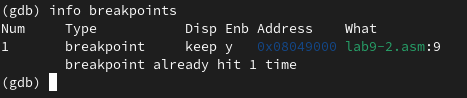 (gdb) info breakpoints
Num     Type           Disp Enb Address    What
1       breakpoint     keep y   0x08049000 lab9-2.asm:9
        breakpoint already hit 1 time
(gdb)